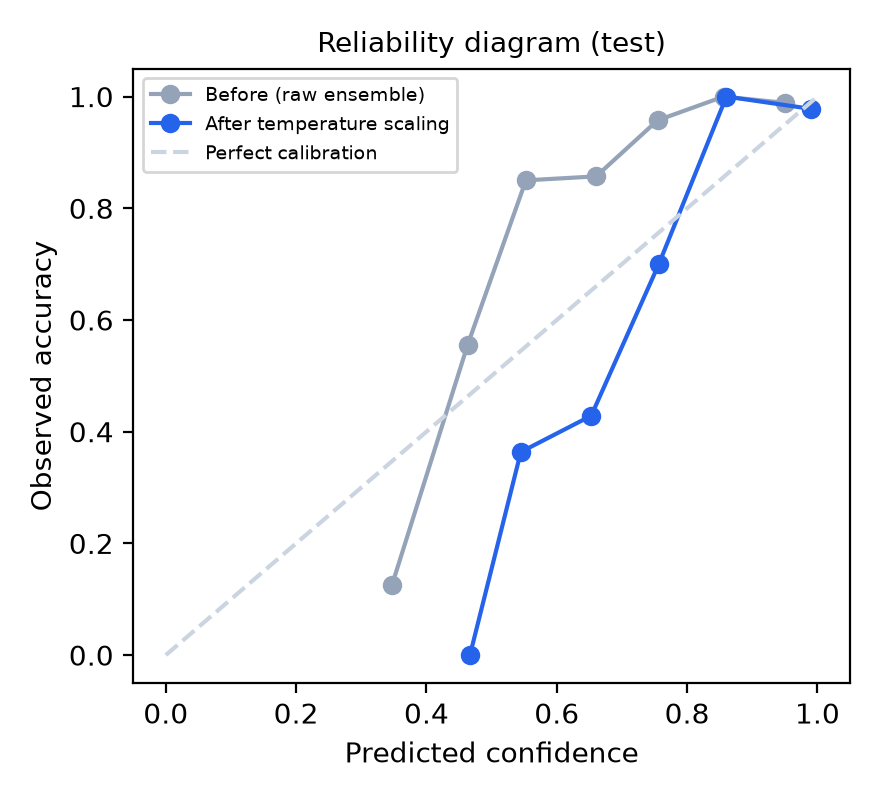 Reliability diagram (test)
Before (raw ensemble)
After temperature scaling
Perfect calibration
1.0
0.8
0.6
0.4
0.2
0.0
Observed accuracy
0.0 0.2 0.4 0.6 0.8 1.0
Predicted confidence